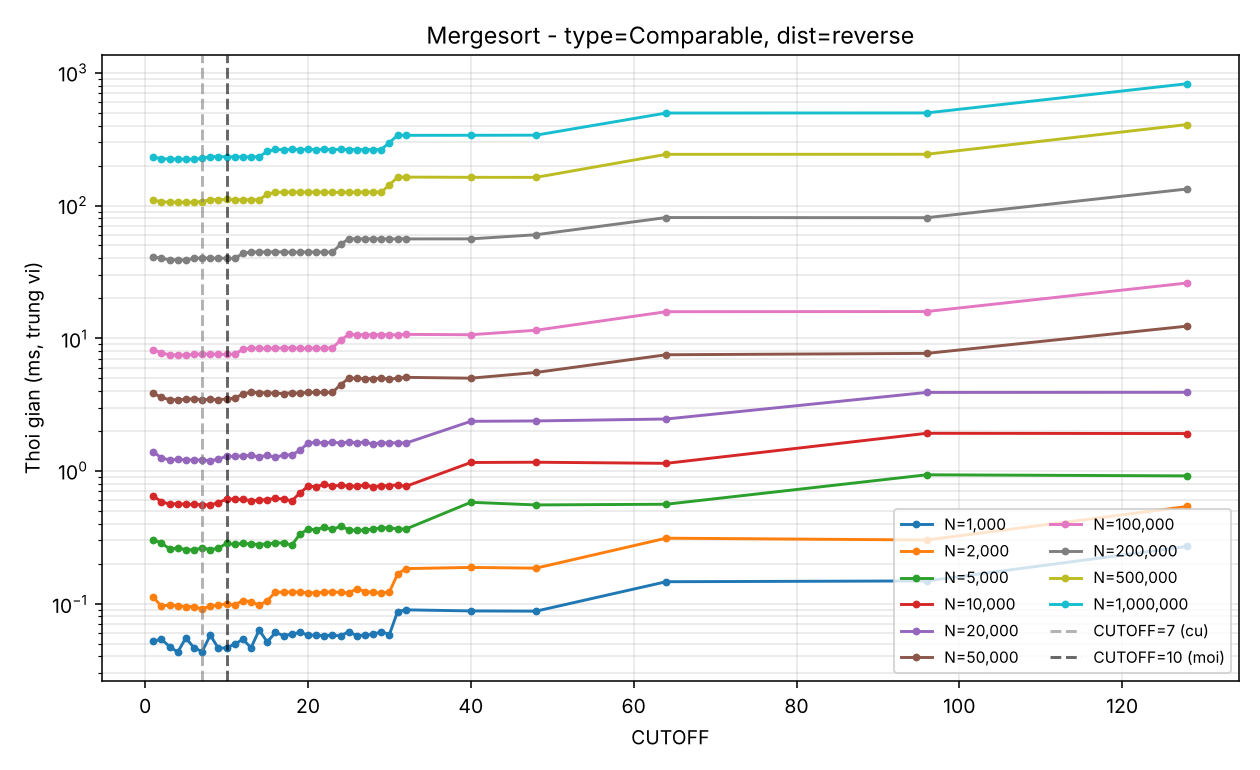 Mergesort - type=Comparable, dist=reverse
Thoi gian (ms, trung vi)
10³
10²
10¹
10⁰
10⁻¹
0 20 40 60 80 100 120
CUTOFF
N=1,000
N=2,000
N=5,000
N=10,000
N=20,000
N=50,000
N=100,000
N=200,000
N=500,000
N=1,000,000
CUTOFF=7 (cu)
CUTOFF=10 (moi)